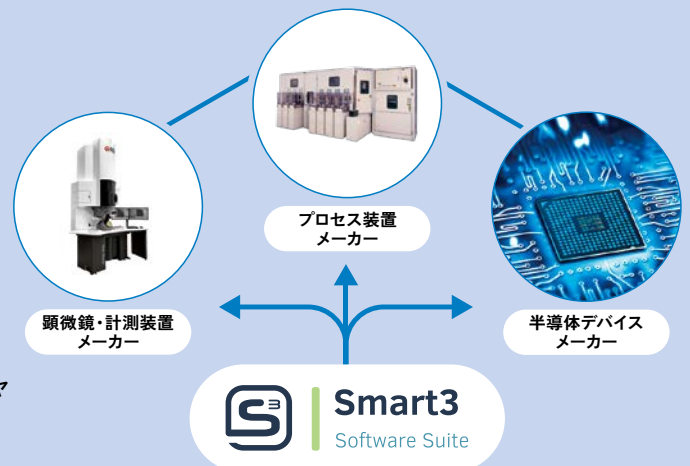 プロセス装置
メーカー
顕微鏡・計測装置
メーカー
半導体デバイス
メーカー
S3
Smart3
Software Suite